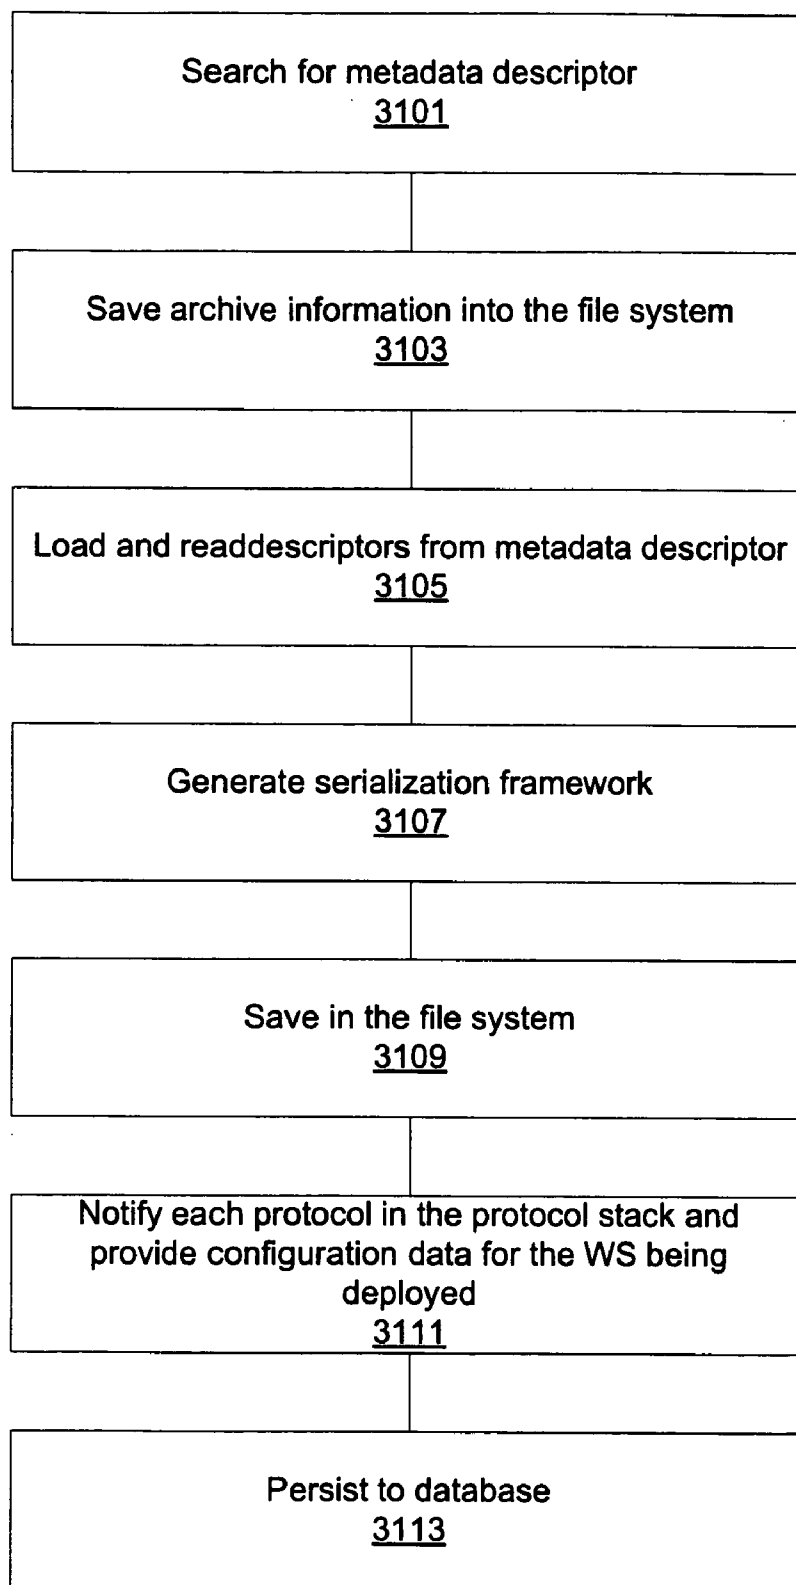 Search for metadata descriptor
3101
Save archive information into the file system
3103
Load and readdescriptors from metadata descriptor
3105
Generate serialization framework
3107
Save in the file system
3109
Notify each protocol in the protocol stack and
provide configuration data for the WS being
deployed
3111
Persist to database
3113